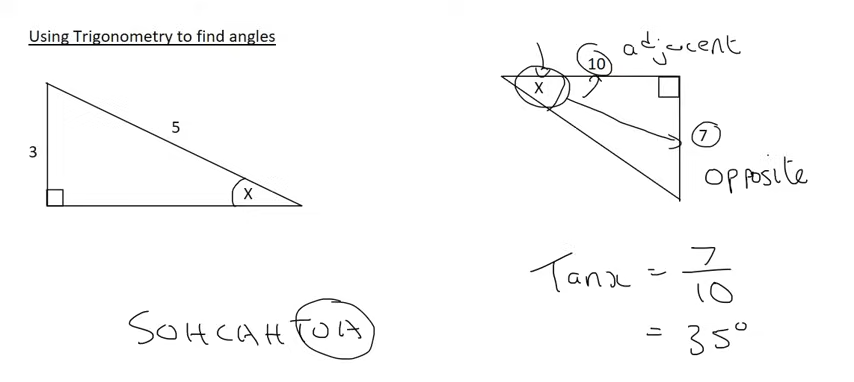 Using Trigonometry to find angles
adjacent
10
X
5
3
7
X
opposite
Tanx = 7/10
= 35°
SOHCAHTOA